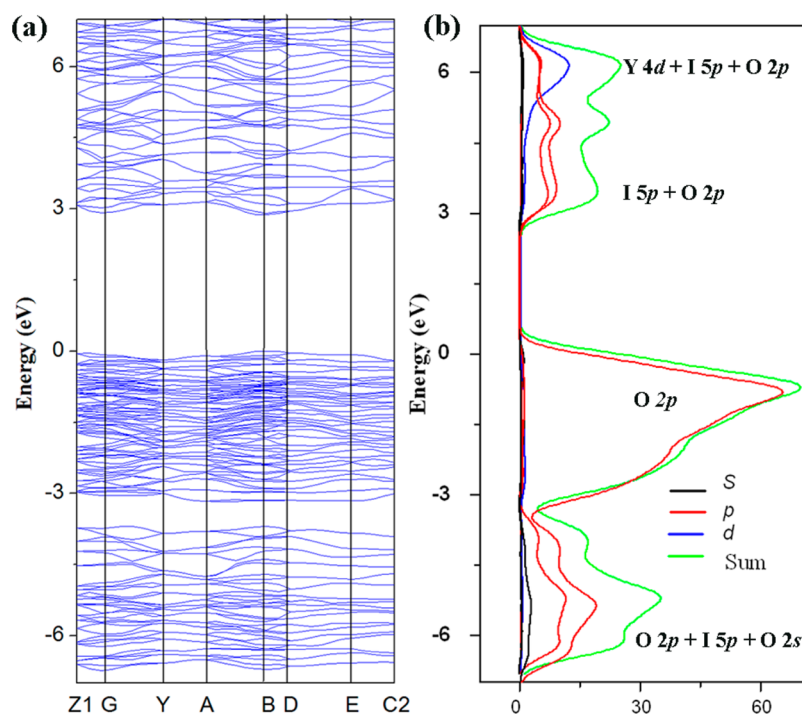 (a)
(b)
6
3
0
-3
-6
Energy (eV)
Z1 G Y A B D E C2
6
3
0
-3
-6
Energy (eV)
Y 4d + I 5p + O 2p
I 5p + O 2p
O 2p
S
p
d
Sum
O 2p + I 5p + O 2s
0 30 60